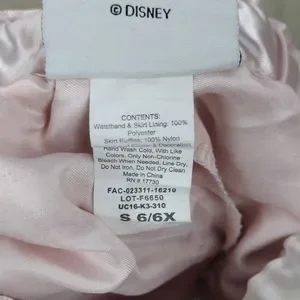 © DISNEY
CONTENTS:
Waistband & Skirt Lining: 100%
Polyester
Skirt Ruffles: 100% Nylon
& Decoration
Hand Wash Cold, With Like
Colors, Only Non-Chlorine
Bleach When Needed, Line Dry,
Do Not Iron, Do Not Dry Clean
Made in China
RN # 17730
FAC-023311-16210
LOT-F6650
UC16-K3-310
S 6/6X